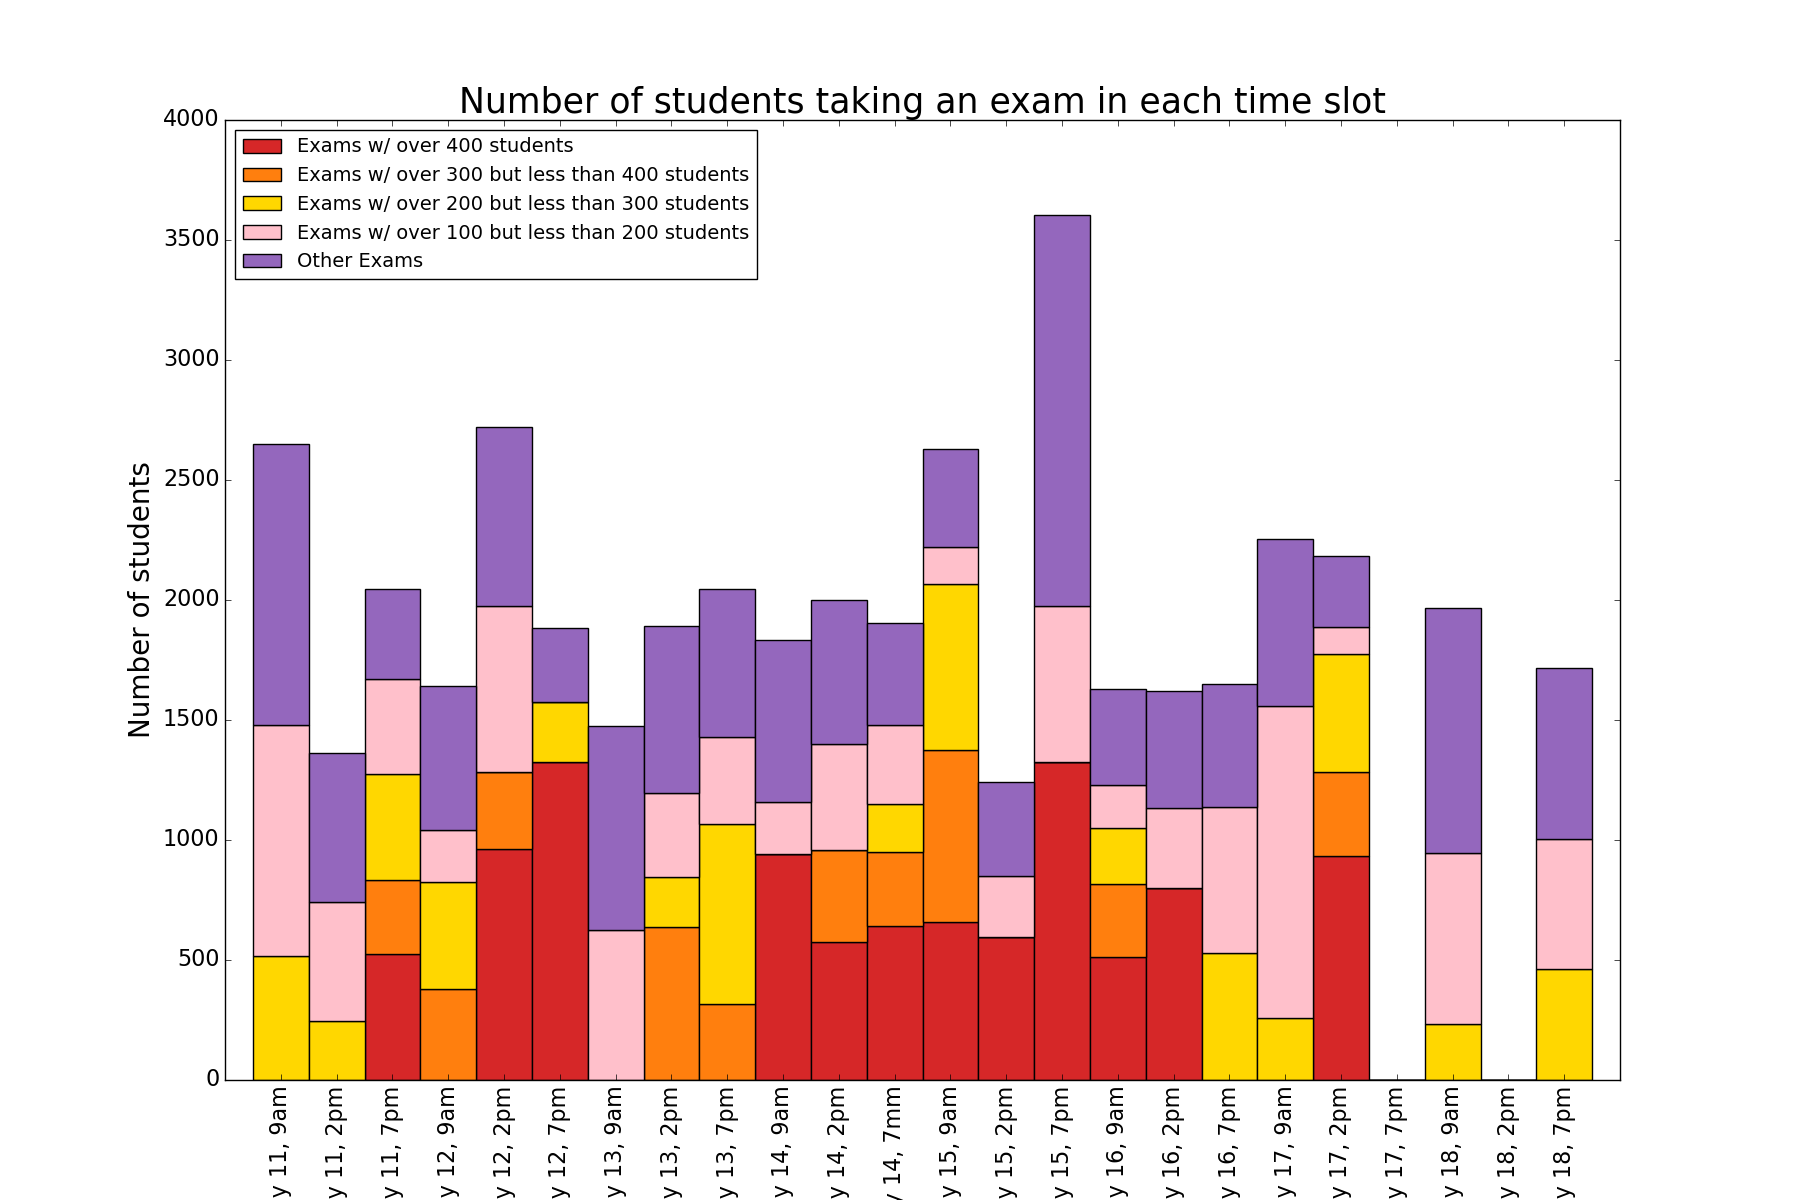 Number of students taking an exam in each time slot
Exams w/ over 400 students
Exams w/ over 300 but less than 400 students
Exams w/ over 200 but less than 300 students
Exams w/ over 100 but less than 200 students
Other Exams
Number of students
4000
3500
3000
2500
2000
1500
1000
500
0
y 11, 9am
y 11, 2pm
y 11, 7pm
y 12, 9am
y 12, 2pm
y 12, 7pm
y 13, 9am
y 13, 2pm
y 13, 7pm
y 14, 9am
y 14, 2pm
y 14, 7mm
y 15, 9am
y 15, 2pm
y 15, 7pm
y 16, 9am
y 16, 2pm
y 16, 7pm
y 17, 9am
y 17, 2pm
y 17, 7pm
y 18, 9am
y 18, 2pm
y 18, 7pm